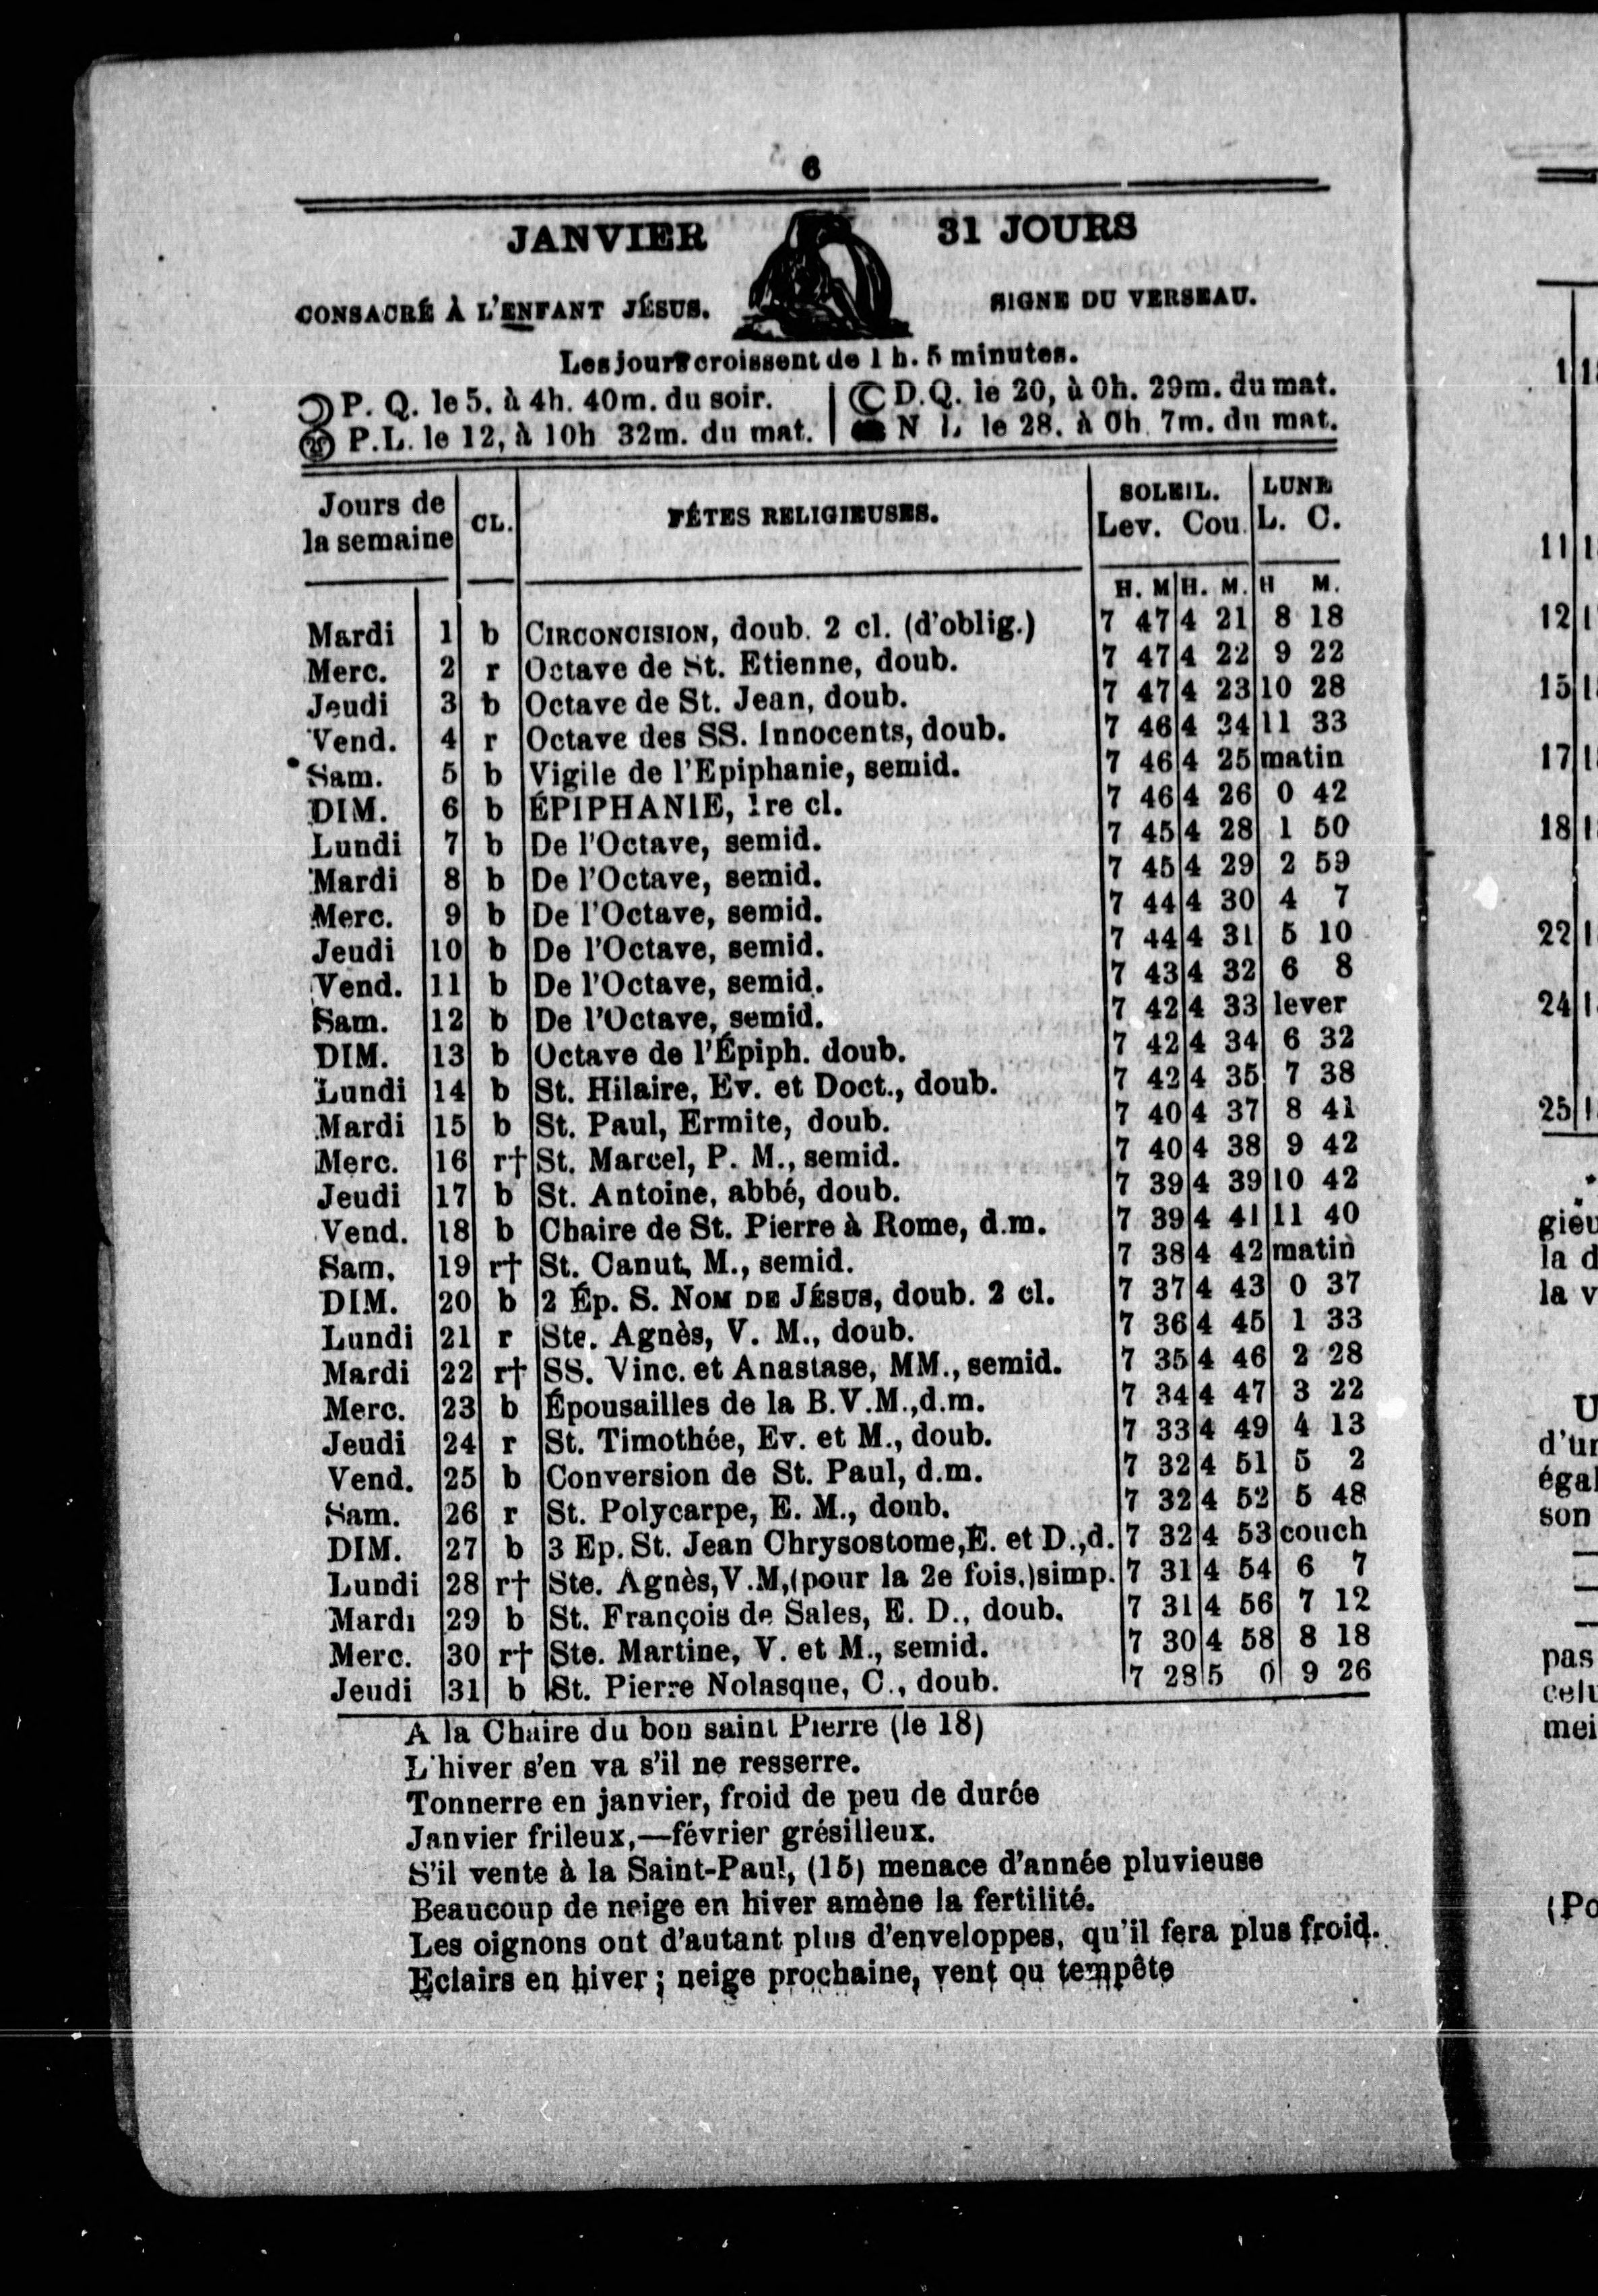 6
JANVIER 31 JOURS
CONSACRÉ À L'ENFANT JÉSUS. SIGNE DU VERSEAU.
Les jours croissent de 1 h. 5 minutes.
P. Q. le 5. à 4h. 40m. du soir. D.Q. le 20, à 0h. 29m. du mat.
P.L. le 12, à 10h 32m. du mat. N L le 28. à 0h 7m. du mat.
Jours de la semaine CL. FÊTES RELIGIEUSES. SOLEIL. LUNE
Lev. Cou. L. C.
H. M H. M. H M.
Mardi 1 b CIRCONCISION, doub. 2 cl. (d'oblig.) 7 47 4 21 8 18
Merc. 2 r Octave de St. Etienne, doub. 7 47 4 22 9 22
Jeudi 3 b Octave de St. Jean, doub. 7 47 4 23 10 28
Vend. 4 r Octave des SS. Innocents, doub. 7 46 4 24 11 33
Sam. 5 b Vigile de l'Epiphanie, semid. 7 46 4 25 matin
DIM. 6 b ÉPIPHANIE, 1re cl. 7 46 4 26 0 42
Lundi 7 b De l'Octave, semid. 7 45 4 28 1 50
Mardi 8 b De l'Octave, semid. 7 45 4 29 2 59
Merc. 9 b De l'Octave, semid. 7 44 4 30 4 7
Jeudi 10 b De l'Octave, semid. 7 44 4 31 5 10
Vend. 11 b De l'Octave, semid. 7 43 4 32 6 8
Sam. 12 b De l'Octave, semid. 7 42 4 33 lever
DIM. 13 b Octave de l'Épiph. doub. 7 42 4 34 6 32
Lundi 14 b St. Hilaire, Ev. et Doct., doub. 7 42 4 35 7 38
Mardi 15 b St. Paul, Ermite, doub. 7 40 4 37 8 41
Merc. 16 r† St. Marcel, P. M., semid. 7 40 4 38 9 42
Jeudi 17 b St. Antoine, abbé, doub. 7 39 4 39 10 42
Vend. 18 b Chaire de St. Pierre à Rome, d.m. 7 39 4 41 11 40
Sam. 19 r† St. Canut, M., semid. 7 38 4 42 matin
DIM. 20 b 2 Ép. S. NOM DE JÉSUS, doub. 2 cl. 7 37 4 43 0 37
Lundi 21 r Ste. Agnès, V. M., doub. 7 36 4 45 1 33
Mardi 22 r† SS. Vinc. et Anastase, MM., semid. 7 35 4 46 2 28
Merc. 23 b Épousailles de la B.V.M.,d.m. 7 34 4 47 3 22
Jeudi 24 r St. Timothée, Ev. et M., doub. 7 33 4 49 4 13
Vend. 25 b Conversion de St. Paul, d.m. 7 32 4 51 5 2
Sam. 26 r St. Polycarpe, E. M., doub. 7 32 4 52 5 48
DIM. 27 b 3 Ep. St. Jean Chrysostome,E. et D.,d. 7 32 4 53 couch
Lundi 28 r† Ste. Agnès,V.M,(pour la 2e fois.)simp. 7 31 4 54 6 7
Mardi 29 b St. François de Sales, E. D., doub. 7 31 4 56 7 12
Merc. 30 r† Ste. Martine, V. et M., semid. 7 30 4 58 8 18
Jeudi 31 b St. Pierre Nolasque, C., doub. 7 28 5 0 9 26
A la Chaire du bon saint Pierre (le 18)
L'hiver s'en va s'il ne resserre.
Tonnerre en janvier, froid de peu de durée
Janvier frileux,—février grésilleux.
S'il vente à la Saint-Paul, (15) menace d'année pluvieuse
Beaucoup de neige en hiver amène la fertilité.
Les oignons ont d'autant plus d'enveloppes, qu'il fera plus froid.
Eclairs en hiver ; neige prochaine, vent ou tempête
11
12
15
17
18
22
24
25
la d
la v
d'un
son
pas